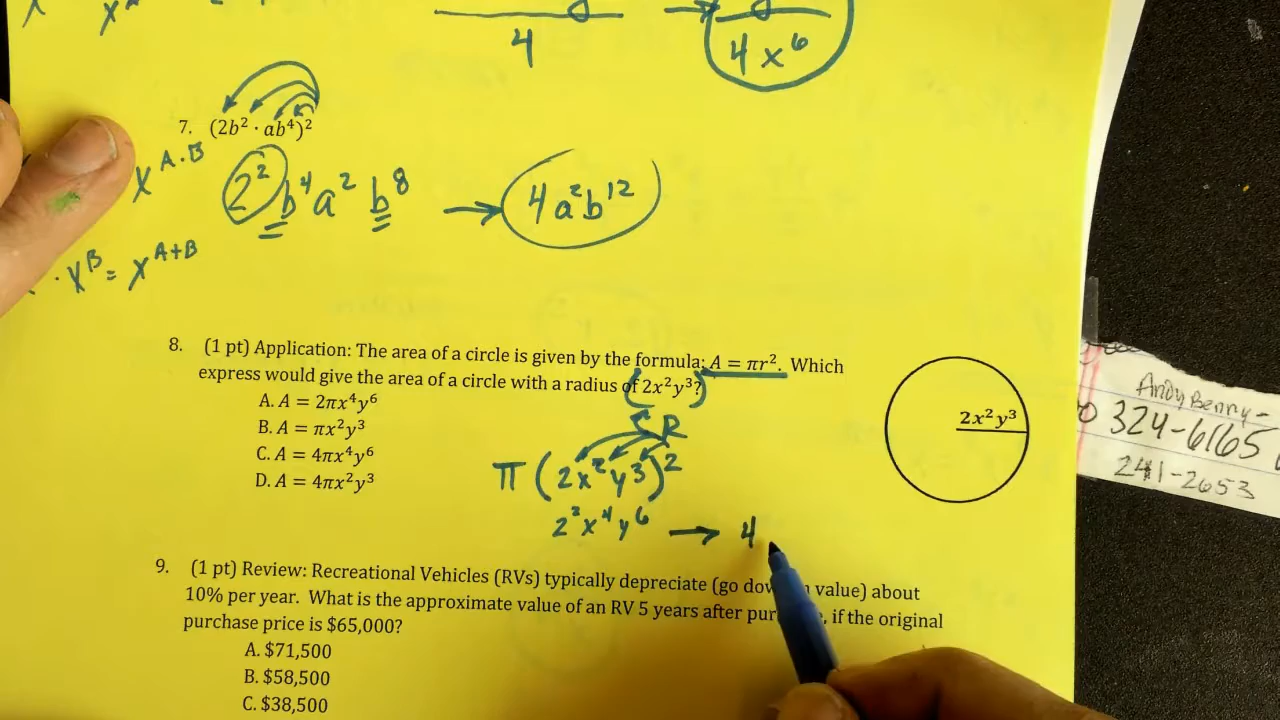 4
4x⁶
7. (2b² · ab⁴)²
x^A·B
2² b⁴ a² b⁸ → 4a²b¹²
· x^B = x^A+B
8. (1 pt) Application: The area of a circle is given by the formula: A = πr². Which
express would give the area of a circle with a radius of 2x²y³?
A. A = 2πx⁴y⁶
B. A = πx²y³
C. A = 4πx⁴y⁶
D. A = 4πx²y³
2x²y³
R
π(2x²y³)²
2²x⁴y⁶ → 4
Andy Benny -
324-6165
241-2653
9. (1 pt) Review: Recreational Vehicles (RVs) typically depreciate (go value) about
10% per year. What is the approximate value of an RV 5 years after if the original
purchase price is $65,000?
A. $71,500
B. $58,500
C. $38,500